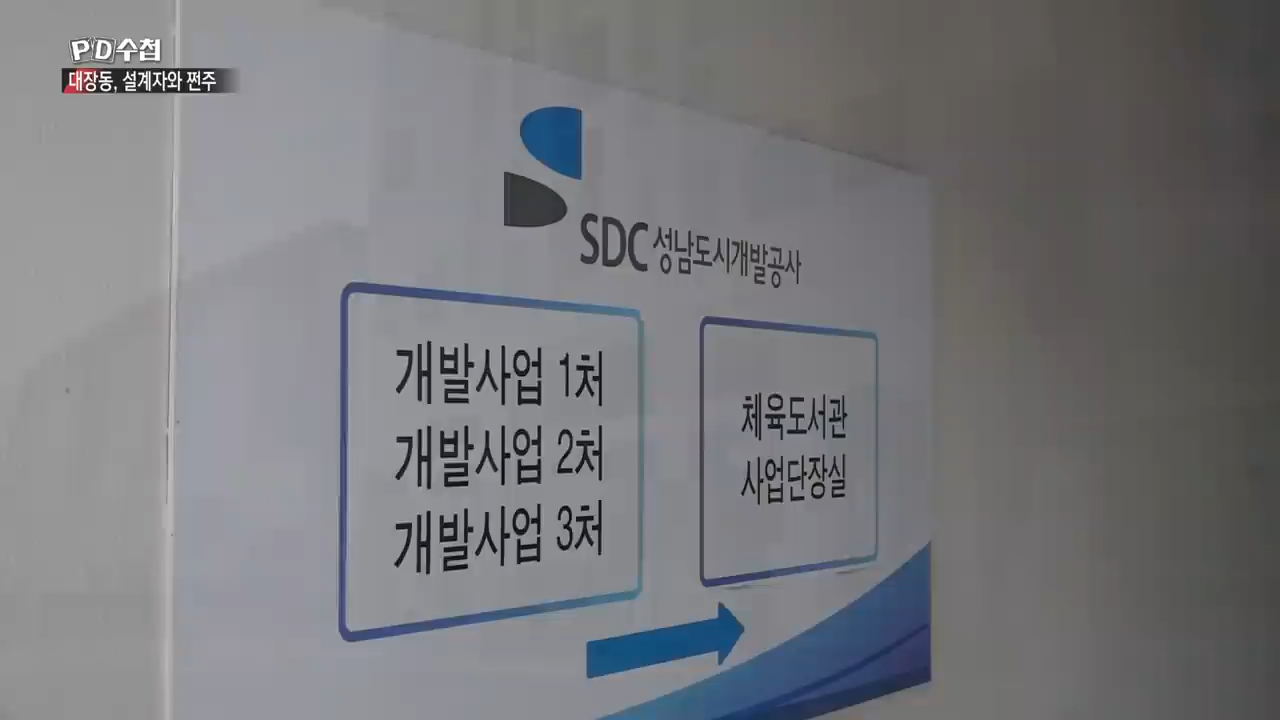 PD수첩
대장동, 설계자와 쩐주
SDC 성남도시개발공사
개발사업 1처
개발사업 2처
개발사업 3처
체육도서관
사업단장실